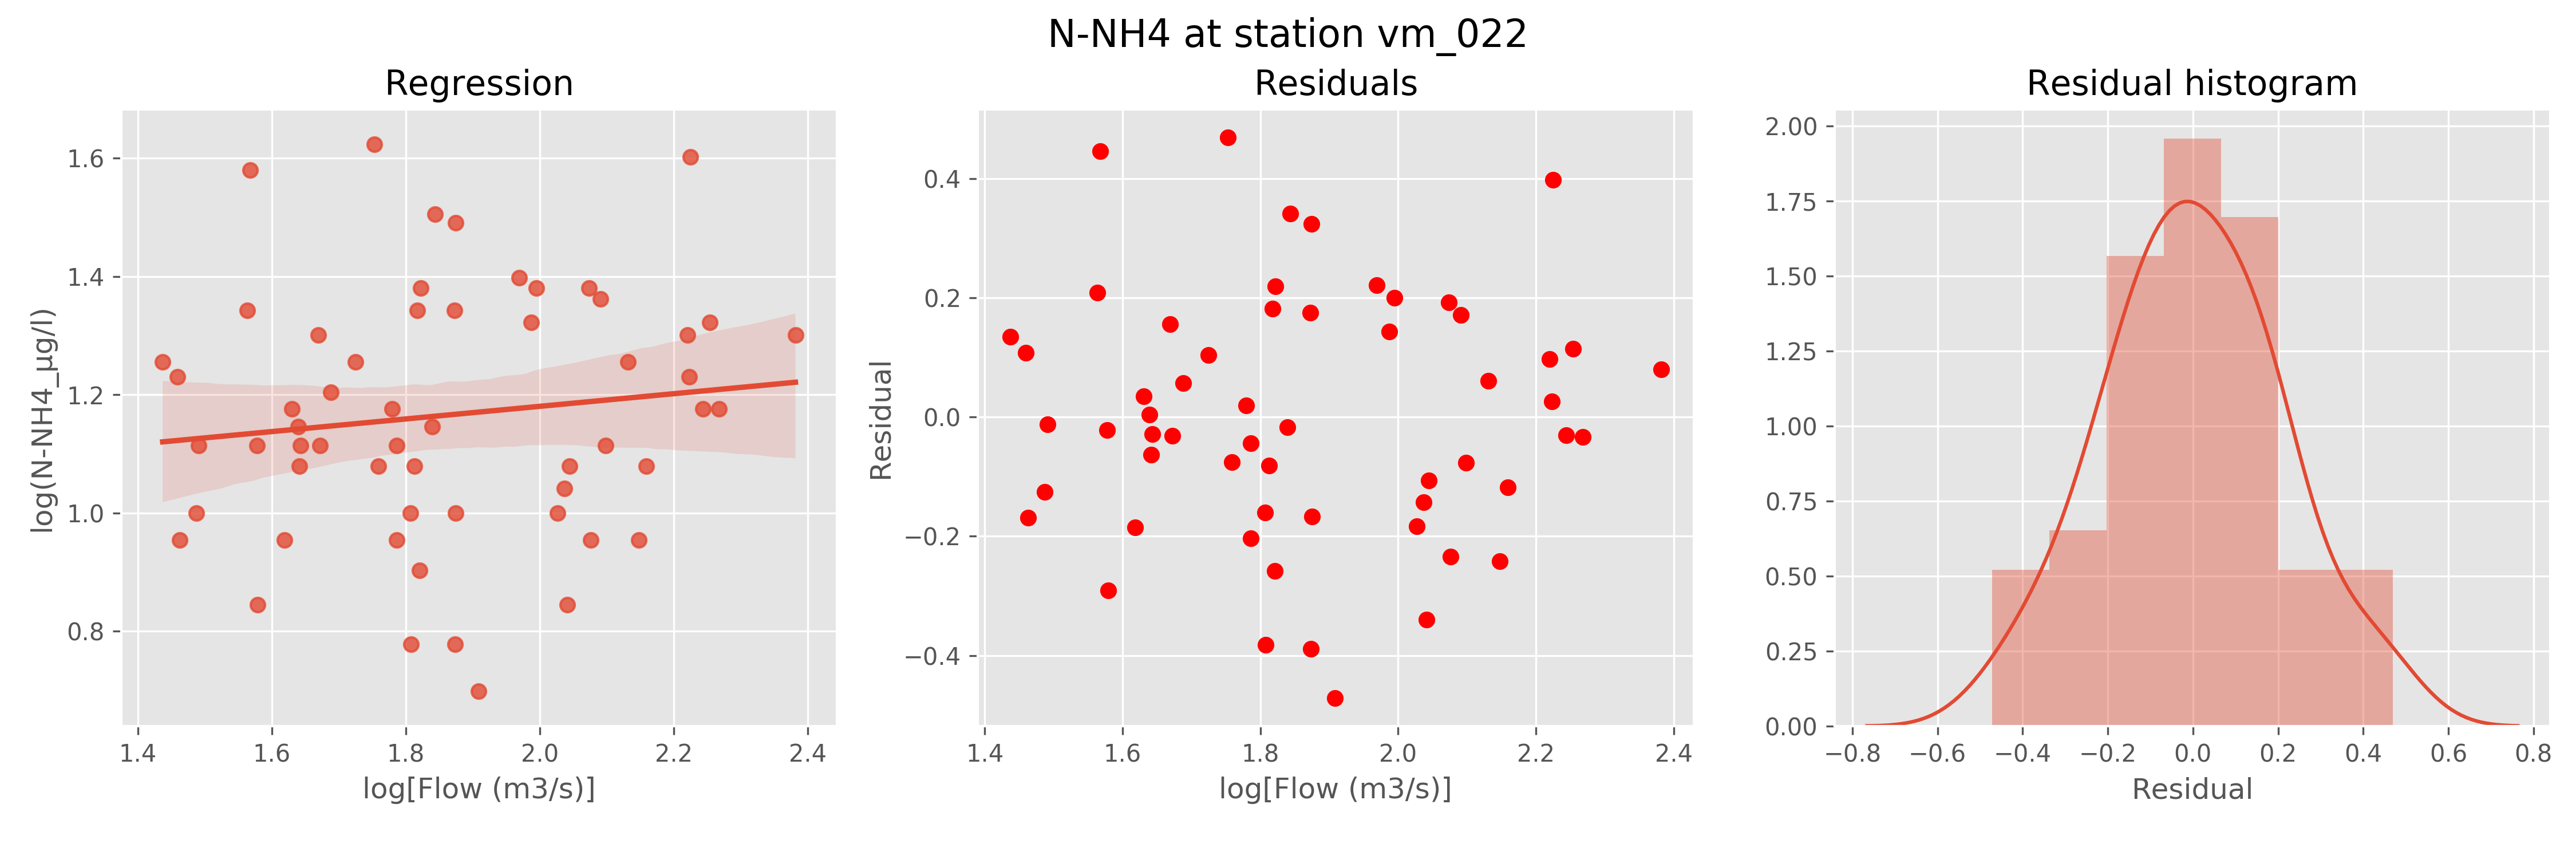 N-NH4 at station vm_022
Regression
log(N-NH4_µg/l)
1.6
1.4
1.2
1.0
0.8
1.4 1.6 1.8 2.0 2.2 2.4
log[Flow (m3/s)]
Residuals
Residual
0.4
0.2
0.0
−0.2
−0.4
1.4 1.6 1.8 2.0 2.2 2.4
log[Flow (m3/s)]
Residual histogram
2.00
1.75
1.50
1.25
1.00
0.75
0.50
0.25
0.00
−0.8 −0.6 −0.4 −0.2 0.0 0.2 0.4 0.6 0.8
Residual